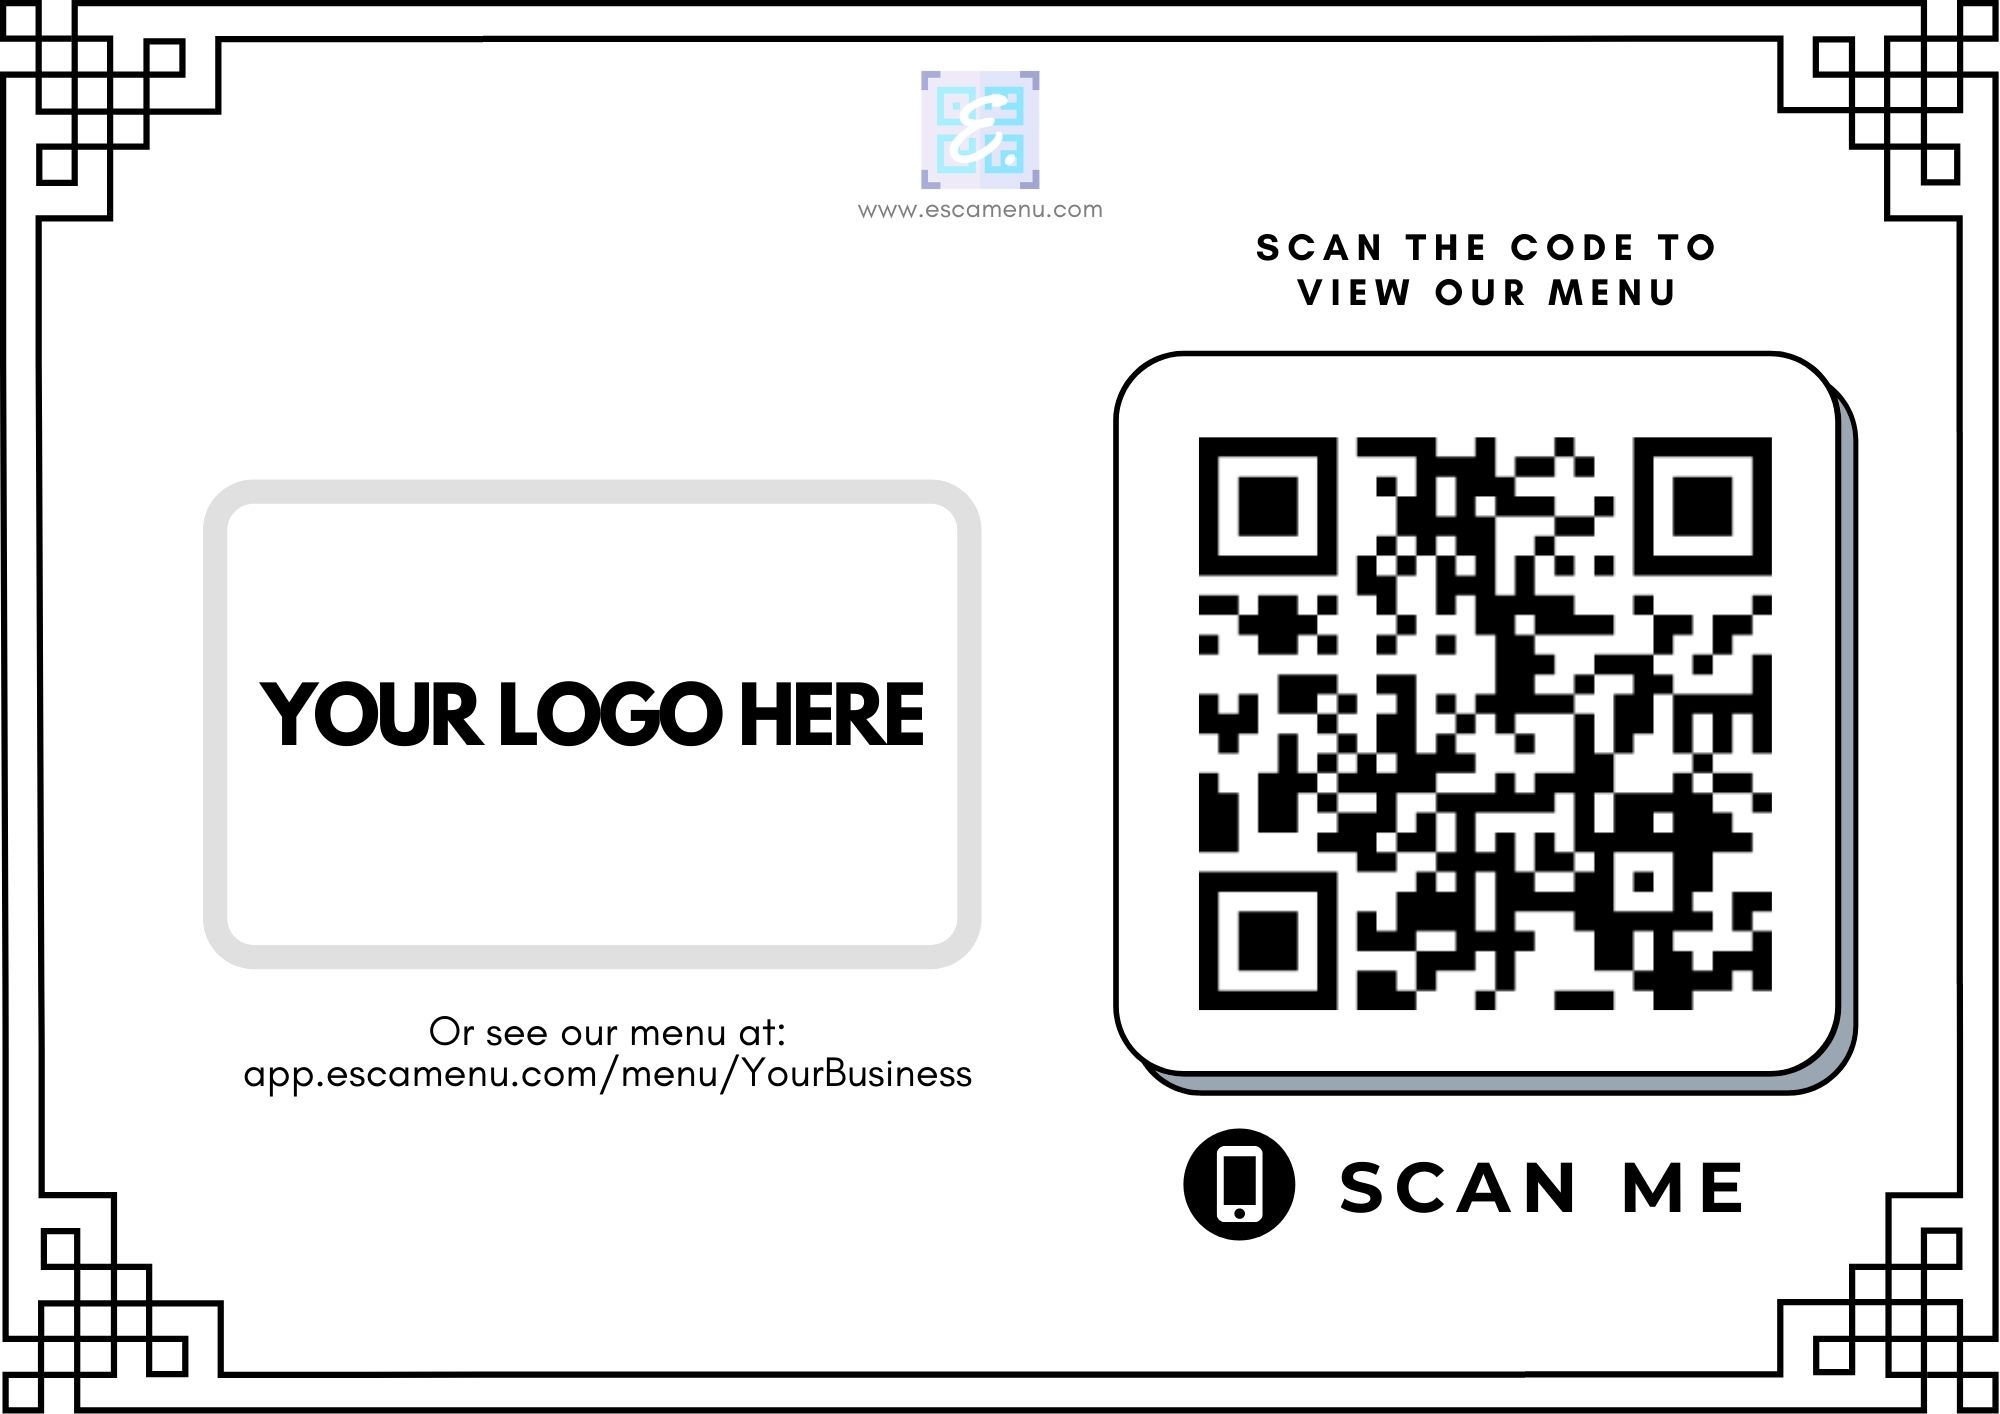 E.
www.escamenu.com
SCAN THE CODE TO
VIEW OUR MENU
YOUR LOGO HERE
Or see our menu at:
app.escamenu.com/menu/YourBusiness
SCAN ME